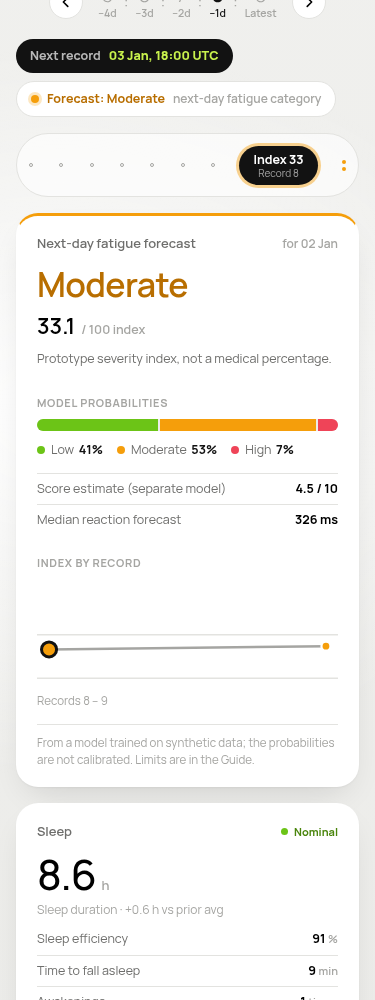 −4d −3d −2d −1d Latest
Next record 03 Jan, 18:00 UTC
Forecast: Moderate next-day fatigue category
Index 33
Record 8
Next-day fatigue forecast for 02 Jan
Moderate
33.1 / 100 index
Prototype severity index, not a medical percentage.
MODEL PROBABILITIES
Low 41% Moderate 53% High 7%
Score estimate (separate model) 4.5 / 10
Median reaction forecast 326 ms
INDEX BY RECORD
Records 8 – 9
From a model trained on synthetic data; the probabilities
are not calibrated. Limits are in the Guide.
Sleep Nominal
8.6 h
Sleep duration · +0.6 h vs prior avg
Sleep efficiency 91 %
Time to fall asleep 9 min
Awakenings